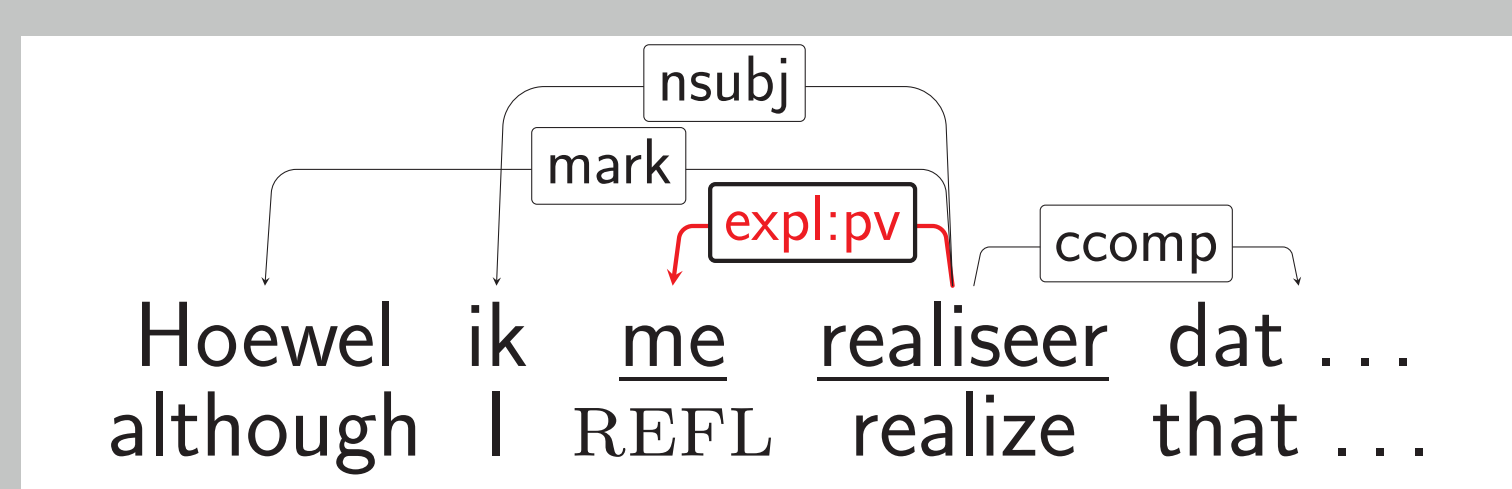 nsubj
mark
expl:pv
ccomp
Hoewel ik me realiseer dat . . .
although I REFL realize that . . .